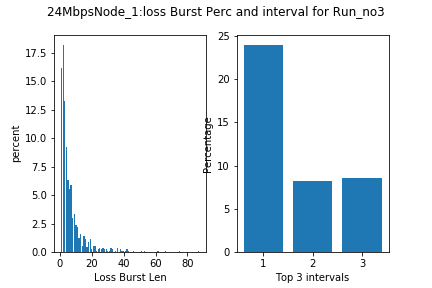 24MbpsNode_1:loss Burst Perc and interval for Run_no3
percent
17.5
15.0
12.5
10.0
7.5
5.0
2.5
0.0
0 20 40 60 80
Loss Burst Len
Percentage
25
20
15
10
5
0
1 2 3
Top 3 intervals